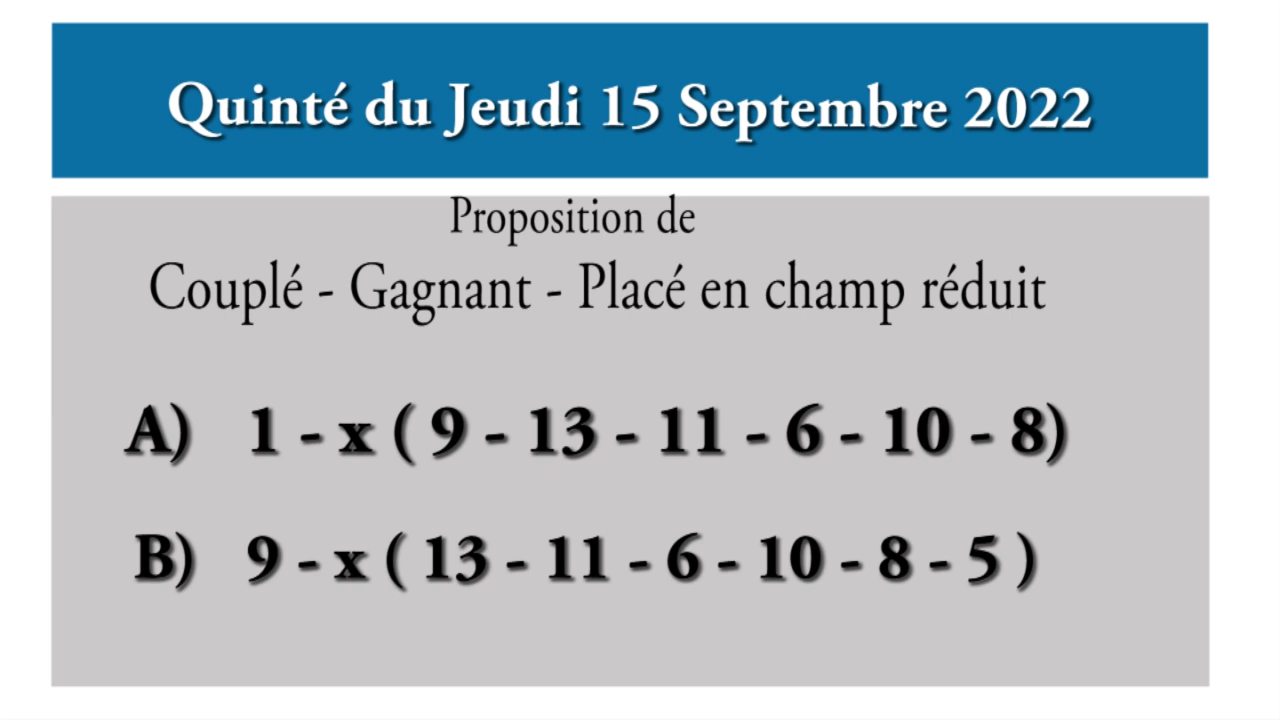 Quinté du Jeudi 15 Septembre 2022
Proposition de
Couplé - Gagnant - Placé en champ réduit
A) 1 - x ( 9 - 13 - 11 - 6 - 10 - 8)
B) 9 - x ( 13 - 11 - 6 - 10 - 8 - 5 )